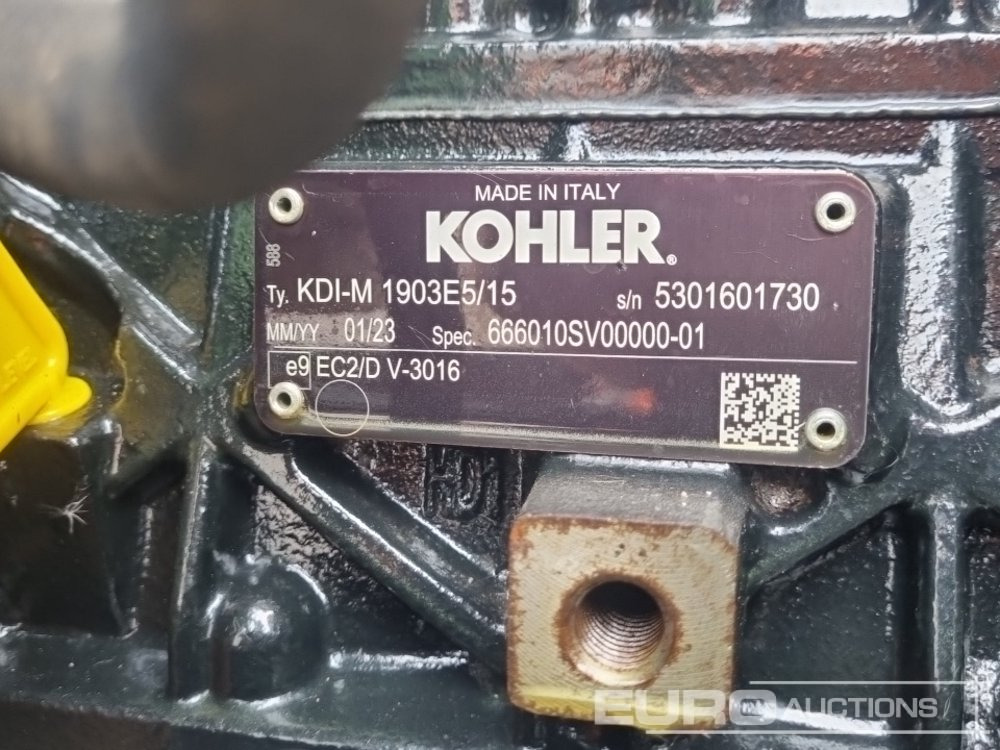 MADE IN ITALY
KOHLER®
588
Ty. KDI-M 1903E5/15 s/n 5301601730
MM/YY 01/23 Spec. 666010SV00000-01
e9 EC2/D V-3016
EURO AUCTIONS